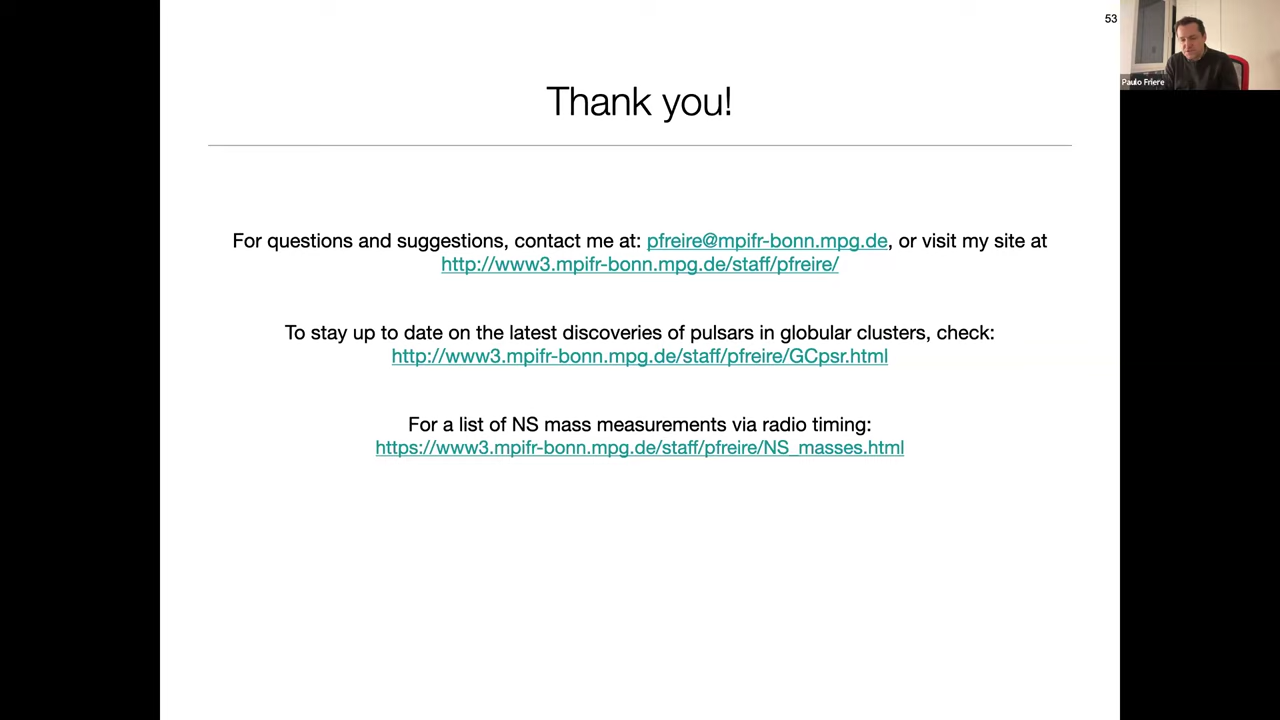 53
Paulo Friere
Thank you!
For questions and suggestions, contact me at: pfreire@mpifr-bonn.mpg.de, or visit my site at
http://www3.mpifr-bonn.mpg.de/staff/pfreire/
To stay up to date on the latest discoveries of pulsars in globular clusters, check:
http://www3.mpifr-bonn.mpg.de/staff/pfreire/GCpsr.html
For a list of NS mass measurements via radio timing:
https://www3.mpifr-bonn.mpg.de/staff/pfreire/NS_masses.html